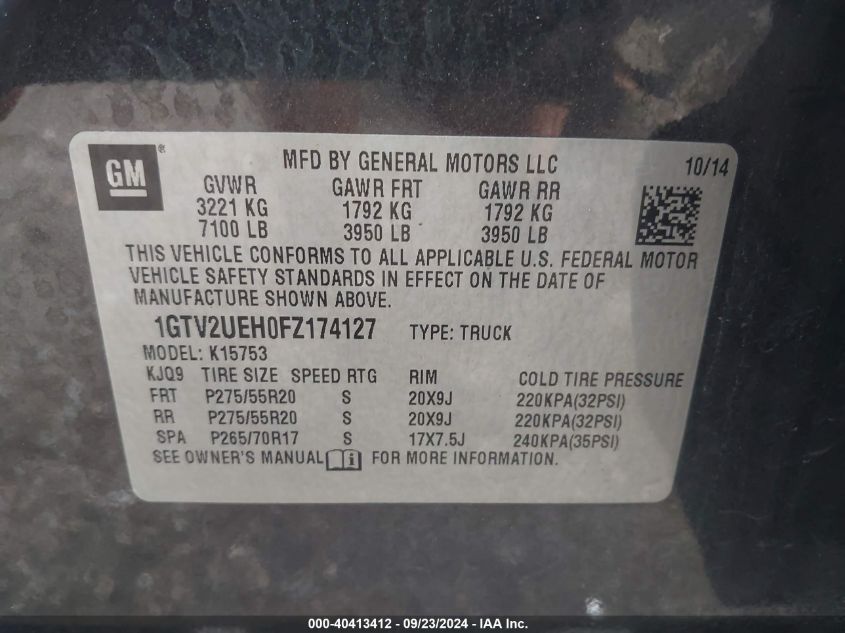 GM ®
MFD BY GENERAL MOTORS LLC 10/14
GVWR GAWR FRT GAWR RR
3221 KG 1792 KG 1792 KG
7100 LB 3950 LB 3950 LB
THIS VEHICLE CONFORMS TO ALL APPLICABLE U.S. FEDERAL MOTOR
VEHICLE SAFETY STANDARDS IN EFFECT ON THE DATE OF
MANUFACTURE SHOWN ABOVE.
1GTV2UEH0FZ174127 TYPE: TRUCK
MODEL: K15753
KJQ9 TIRE SIZE SPEED RTG RIM COLD TIRE PRESSURE
FRT P275/55R20 S 20X9J 220KPA(32PSI)
RR P275/55R20 S 20X9J 220KPA(32PSI)
SPA P265/70R17 S 17X7.5J 240KPA(35PSI)
SEE OWNER'S MANUAL i FOR MORE INFORMATION.
000-40413412 - 09/23/2024 - IAA Inc.